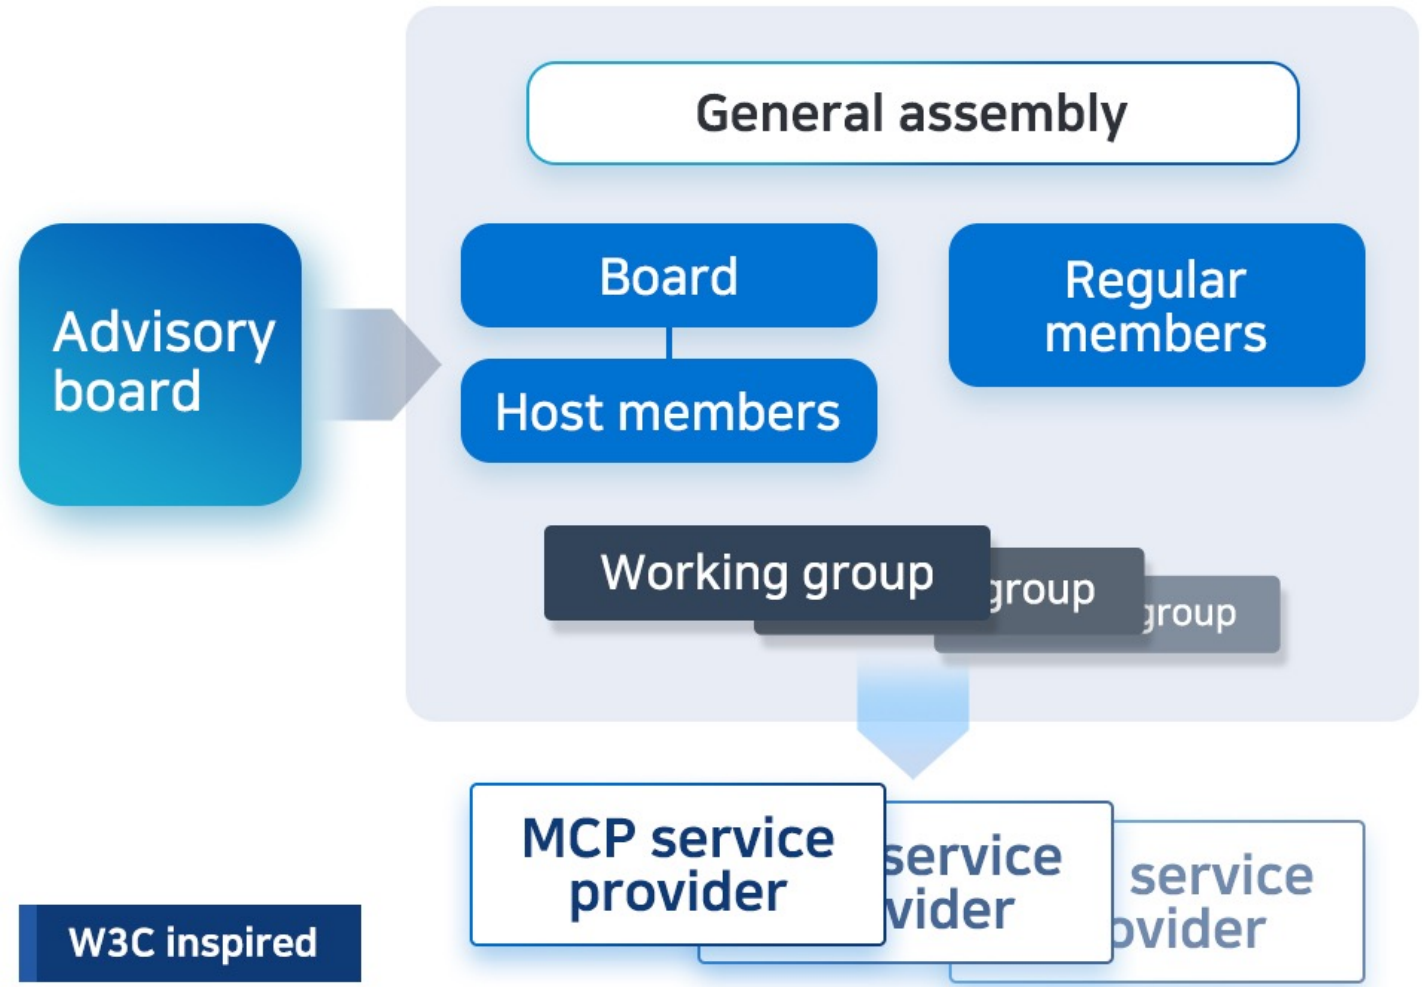 General assembly
Advisory
board
Board
Host members
Regular
members
Working group
group
group
MCP service
provider
service
vider
service
ovider
W3C inspired